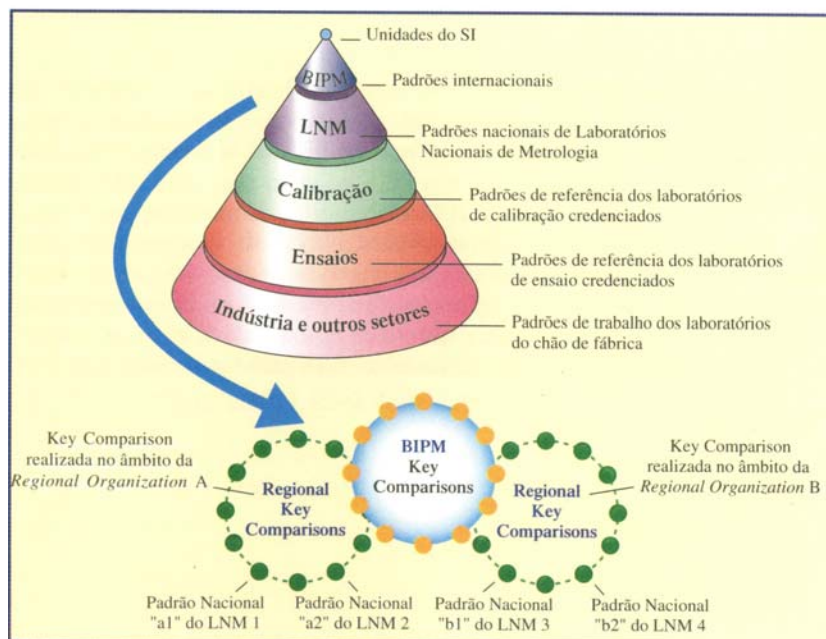 Unidades do SI
BIPM
Padrões internacionais
LNM
Padrões nacionais de Laboratórios
Nacionais de Metrologia
Calibração
Padrões de referência dos laboratórios
de calibração credenciados
Ensaios
Padrões de referência dos laboratórios
de ensaio credenciados
Indústria e outros setores
Padrões de trabalho dos laboratórios
do chão de fábrica
Key Comparison
realizada no âmbito da
Regional Organization A
BIPM
Key
Comparisons
Key Comparison
realizada no âmbito da
Regional Organization B
Regional
Key
Comparisons
Regional
Key
Comparisons
Padrão Nacional
"a1" do LNM 1
Padrão Nacional
"a2" do LNM 2
Padrão Nacional
"b1" do LNM 3
Padrão Nacional
"b2" do LNM 4